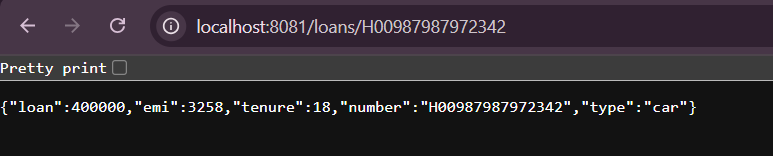 localhost:8081/loans/H00987987972342
Pretty print
{"loan":400000,"emi":3258,"tenure":18,"number":"H00987987972342","type":"car"}